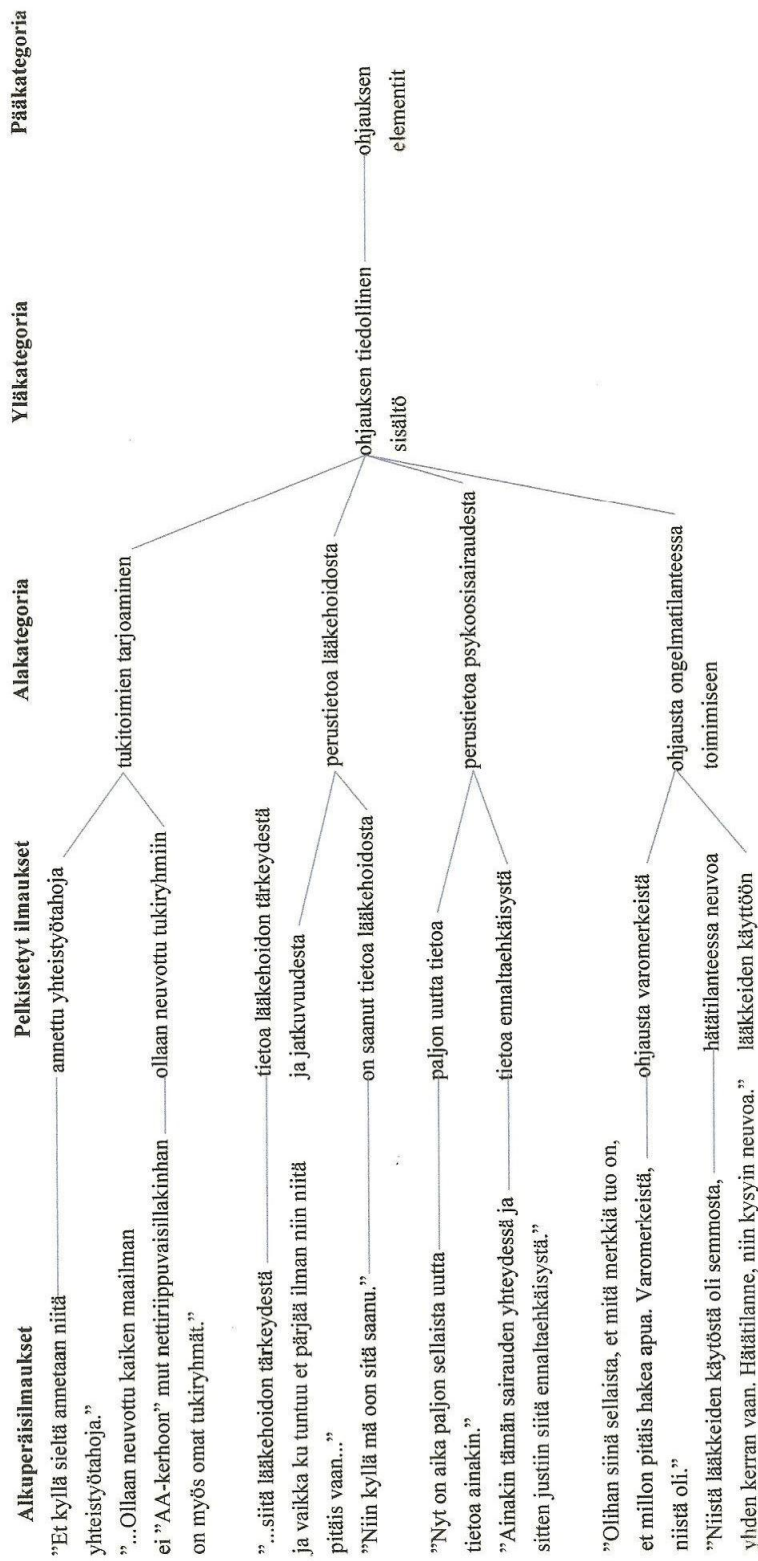 Alkuperäisilmaukset Pelkistetyt ilmaukset Alakategoria Yläkategoria Pääkategoria
”Et kyllä sieltä annetaan niitä annettu yhteistyötahoja
yhteistyötahoja.” tukitoimien tarjoaminen
”...Ollaan neuvottu kaiken maailman
ei ”AA-kerhoon” mut nettiriippuvaisillakinhan ollaan neuvottu tukiryhmiin
on myös omat tukiryhmät.”
”...siitä lääkehoidon tärkeydestä tietoa lääkehoidon tärkeydestä
ja vaikka ku tuntuu et pärjää ilman niin niitä ja jatkuvuudesta perustietoa lääkehoidosta
pitäis vaan...” ohjauksen tiedollinen ohjauksen
”Niin kyllä mä oon sitä saanu.” on saanut tietoa lääkehoidosta sisältö elementit
”Nyt on aika paljon sellaista uutta paljon uutta tietoa
tietoa ainakin.” perustietoa psykoosisairaudesta
”Ainakin tämän sairauden yhteydessä ja tietoa ennaltaehkäisystä
sitten justiin siitä ennaltaehkäisystä.”
”Olihan siinä sellaista, et mitä merkkiä tuo on,
et millon pitäis hakea apua. Varomerkeistä, ohjausta varomerkeistä
niistä oli.” ohjausta ongelmatilanteessa
”Niistä lääkkeiden käytöstä oli semmosta, hätätilanteessa neuvoa toimimiseen
yhden kerran vaan. Hätätilanne, niin kysyin neuvoa.” lääkkeiden käyttöön